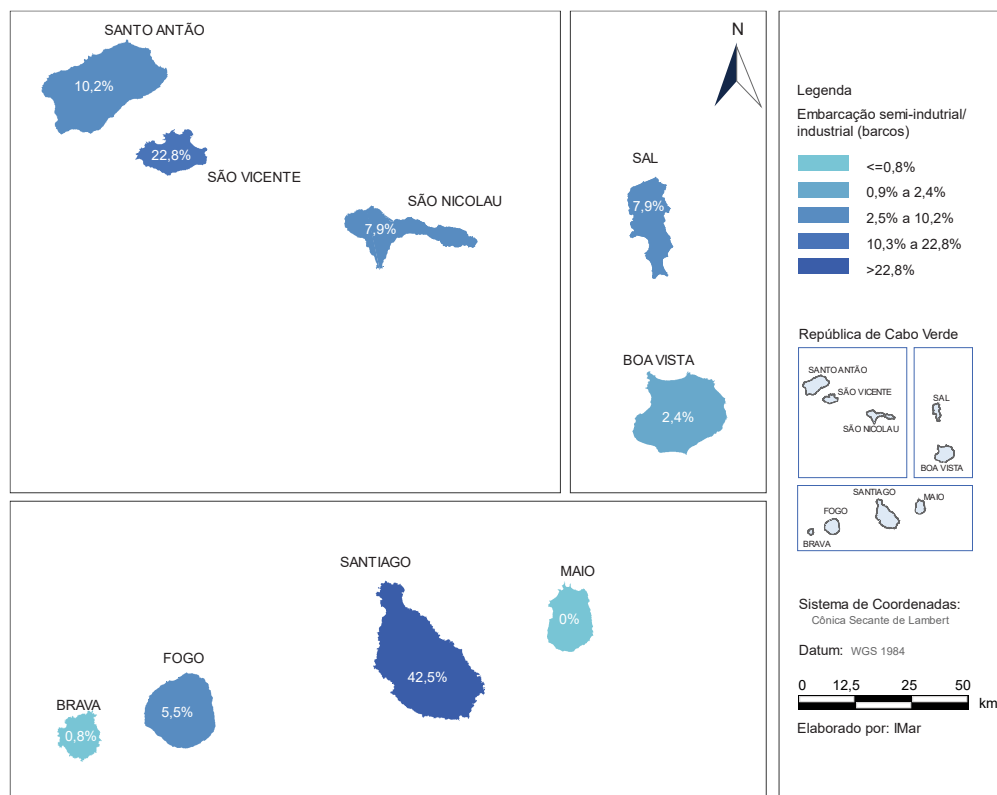 SANTO ANTÃO
10,2%
22,8%
SÃO VICENTE
SÃO NICOLAU
7,9%
N
SAL
7,9%
BOA VISTA
2,4%
SANTIAGO
42,5%
MAIO
0%
FOGO
5,5%
BRAVA
0,8%
Legenda
Embarcação semi-indutrial/
industrial (barcos)
<=0,8%
0,9% a 2,4%
2,5% a 10,2%
10,3% a 22,8%
>22,8%
República de Cabo Verde
SANTO ANTÃO
SÃO VICENTE
SÃO NICOLAU
SAL
BOA VISTA
SANTIAGO
MAIO
FOGO
BRAVA
Sistema de Coordenadas:
Cônica Secante de Lambert
Datum: WGS 1984
0 12,5 25 50
km
Elaborado por: IMar